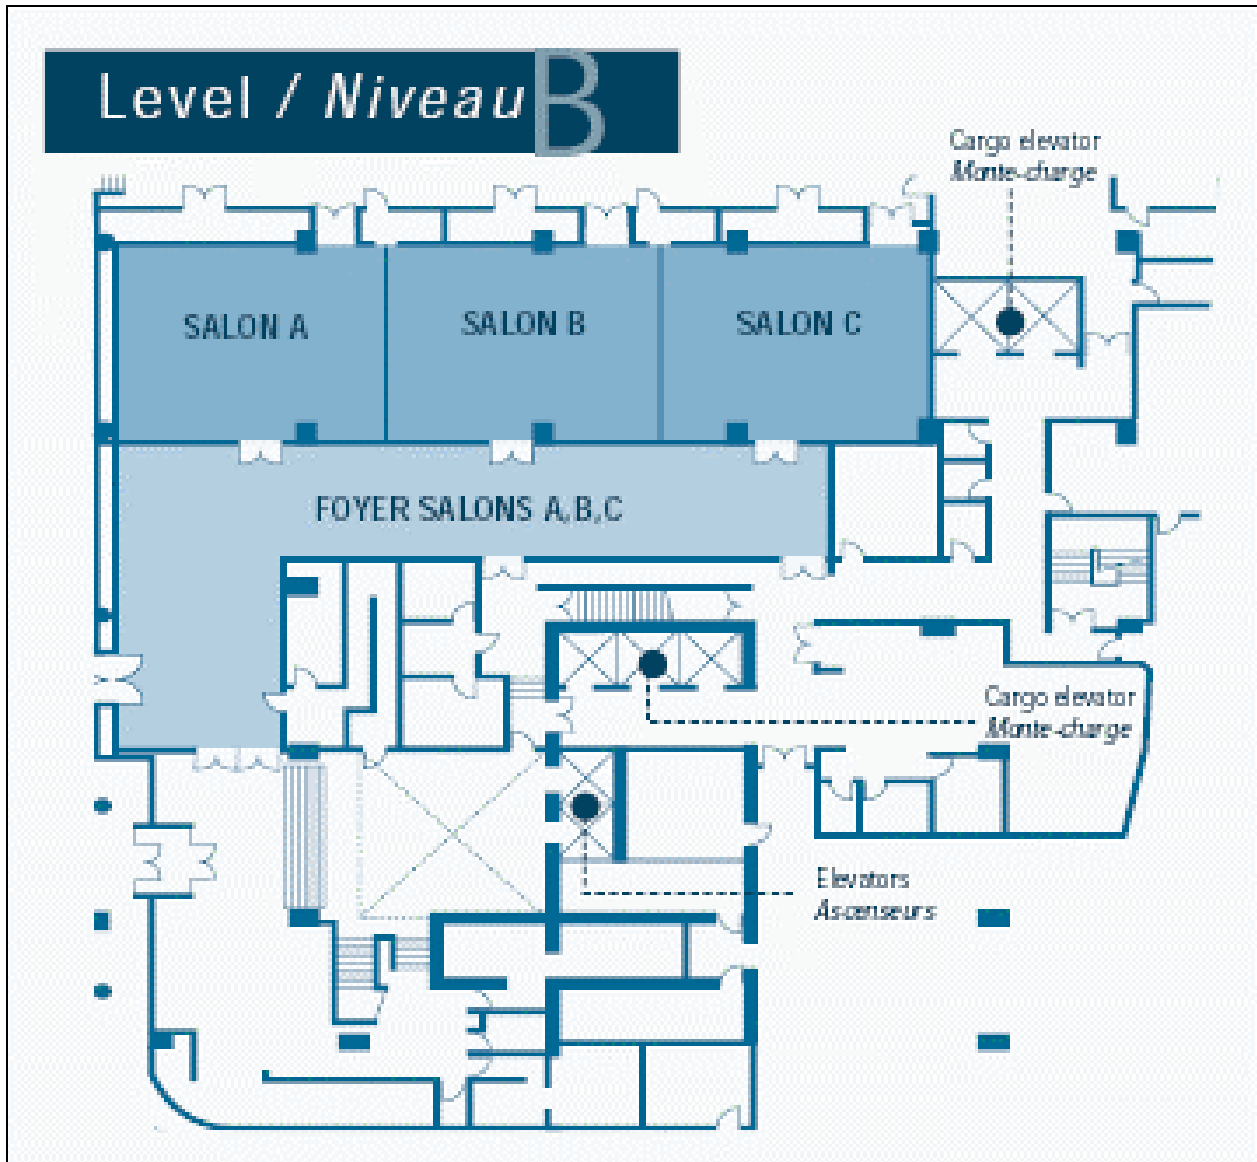 Level / Niveau B
Cargo elevator
Monte-charge
SALON A
SALON B
SALON C
FOYER SALONS A,B,C
Cargo elevator
Monte-charge
Elevators
Ascenseurs